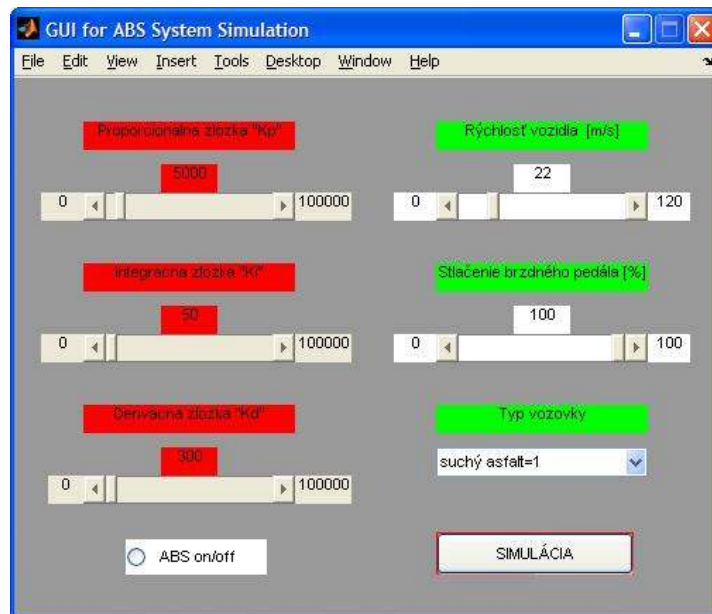 GUI for ABS System Simulation
File Edit View Insert Tools Desktop Window Help
Proporcionalna zlozka "Kp"
5000
0 100000
Integracna zlozka "Ki"
50
0 100000
Derivacna zlozka "Kd"
300
0 100000
ABS on/off
Rýchlosť vozidla [m/s]
22
0 120
Stlačenie brzdného pedála [%]
100
0 100
Typ vozovky
suchý asfalt=1
SIMULÁCIA